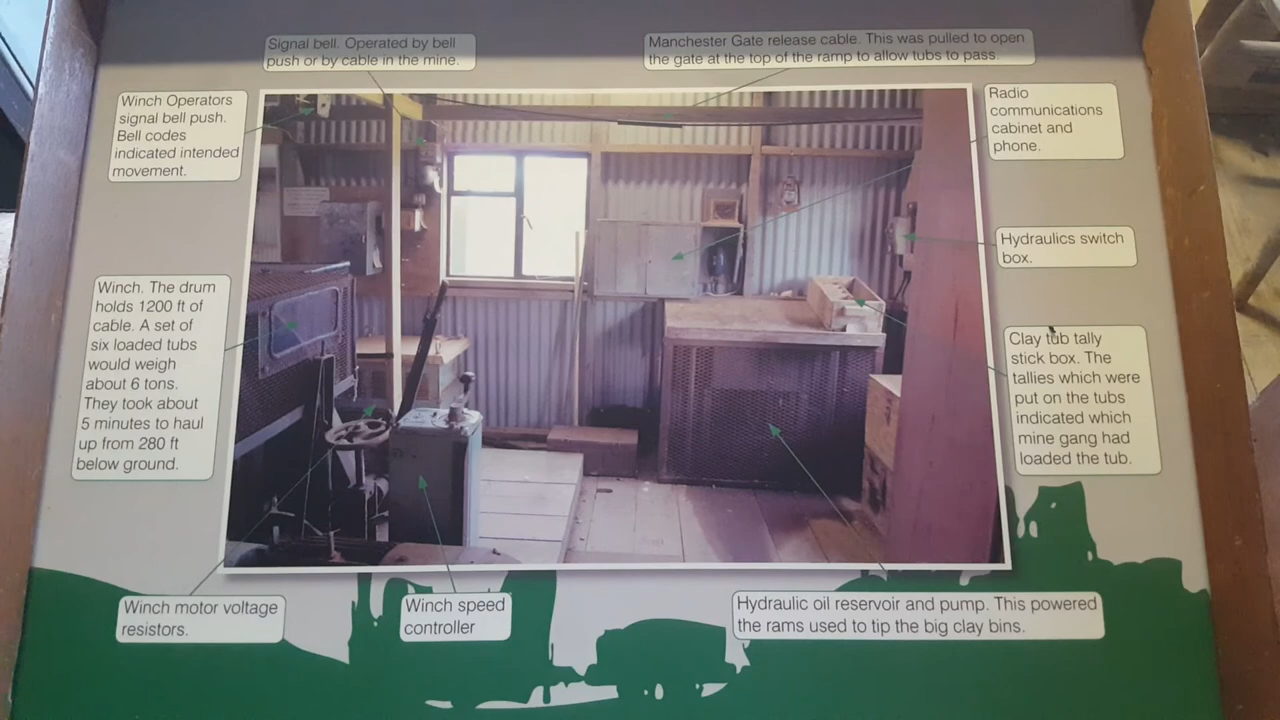 Signal bell. Operated by bell
push or by cable in the mine.
Manchester Gate release cable. This was pulled to open
the gate at the top of the ramp to allow tubs to pass.
Winch Operators
signal bell push.
Bell codes
indicated intended
movement.
Radio
communications
cabinet and
phone.
Hydraulics switch
box.
Winch. The drum
holds 1200 ft of
cable. A set of
six loaded tubs
would weigh
about 6 tons.
They took about
5 minutes to haul
up from 280 ft
below ground.
Clay tub tally
stick box. The
tallies which were
put on the tubs
indicated which
mine gang had
loaded the tub.
Winch motor voltage
resistors.
Winch speed
controller
Hydraulic oil reservoir and pump. This powered
the rams used to tip the big clay bins.